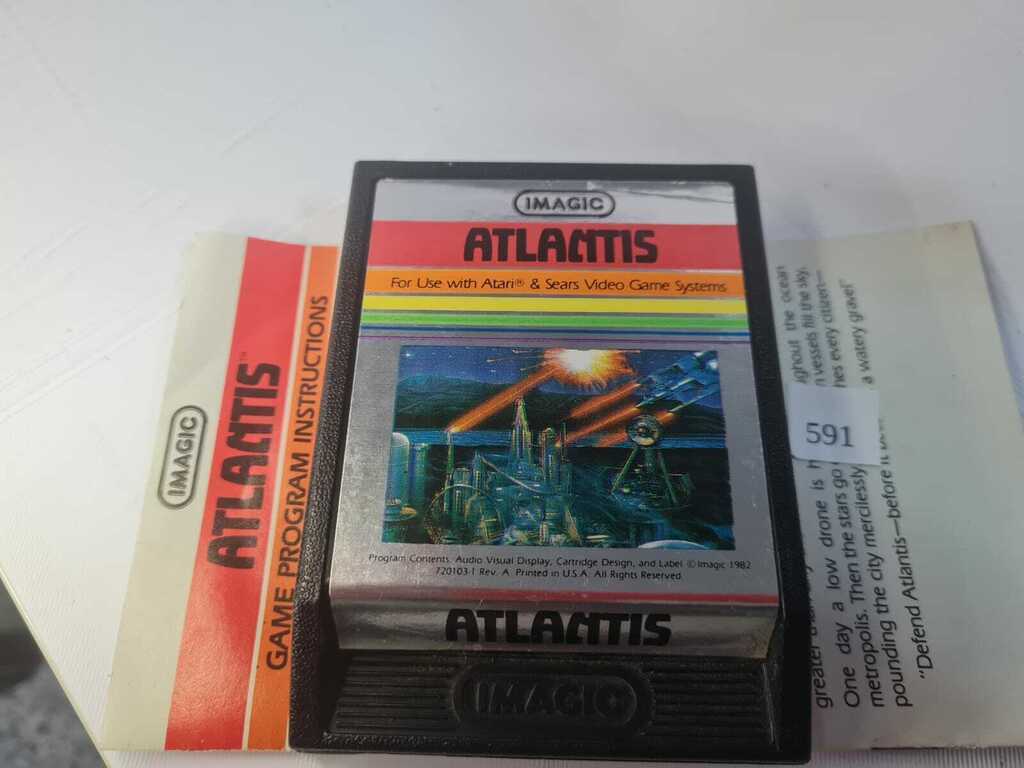 IMAGIC
ATLANTIS
For Use with Atari® & Sears Video Game Systems
Program Contents, Audio Visual Display, Cartridge Design, and Label © Imagic 1982
720103-1 Rev. A Printed in U.S.A. All Rights Reserved.
ATLANTIS
IMAGIC
IMAGIC
ATLANTIS™
GAME PROGRAM INSTRUCTIONS
591
greater
One day a low drone is
ghout the ocean
metropolis. Then the stars go
n vessels fill the sky,
pounding the city mercilessly
hes every citizen—
"Defend Atlantis—before it
a watery grave!"